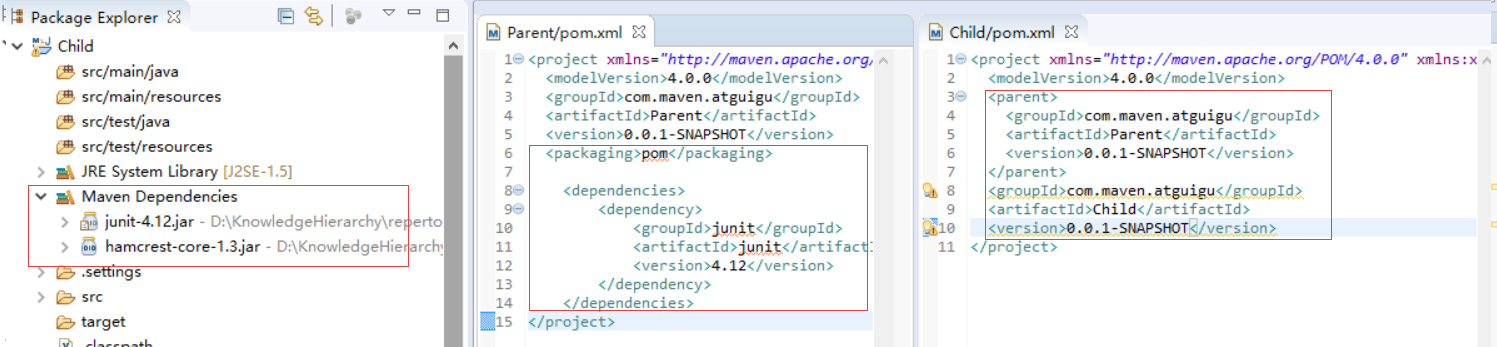 Package Explorer
Child
src/main/java
src/main/resources
src/test/java
src/test/resources
JRE System Library [J2SE-1.5]
Maven Dependencies
junit-4.12.jar - D:\KnowledgeHierarchy\reperto
hamcrest-core-1.3.jar - D:\KnowledgeHierarchy
.settings
src
target
.classpath
Parent/pom.xml
1 <project xmlns="http://maven.apache.org/
2 <modelVersion>4.0.0</modelVersion>
3 <groupId>com.maven.atguigu</groupId>
4 <artifactId>Parent</artifactId>
5 <version>0.0.1-SNAPSHOT</version>
6 <packaging>pom</packaging>
7
8 <dependencies>
9 <dependency>
10 <groupId>junit</groupId>
11 <artifactId>junit</artifactI
12 <version>4.12</version>
13 </dependency>
14 </dependencies>
15 </project>
Child/pom.xml
1 <project xmlns="http://maven.apache.org/POM/4.0.0" xmlns:x
2 <modelVersion>4.0.0</modelVersion>
3 <parent>
4 <groupId>com.maven.atguigu</groupId>
5 <artifactId>Parent</artifactId>
6 <version>0.0.1-SNAPSHOT</version>
7 </parent>
8 <groupId>com.maven.atguigu</groupId>
9 <artifactId>Child</artifactId>
10 <version>0.0.1-SNAPSHOT</version>
11 </project>